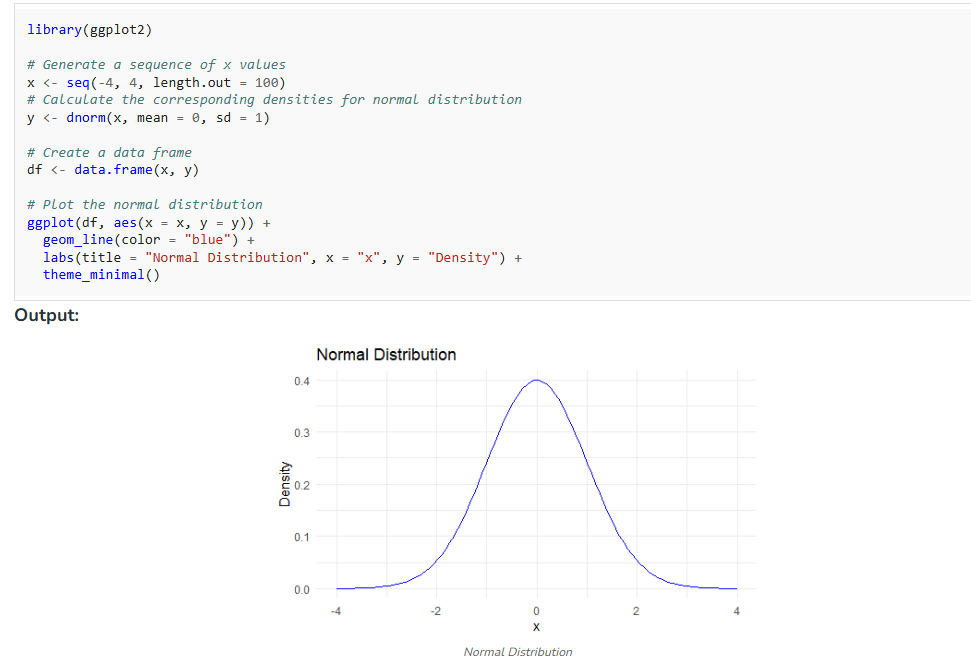 library(ggplot2)
# Generate a sequence of x values
x <- seq(-4, 4, length.out = 100)
# Calculate the corresponding densities for normal distribution
y <- dnorm(x, mean = 0, sd = 1)
# Create a data frame
df <- data.frame(x, y)
# Plot the normal distribution
ggplot(df, aes(x = x, y = y)) +
  geom_line(color = "blue") +
  labs(title = "Normal Distribution", x = "x", y = "Density") +
  theme_minimal()
Output:
Normal Distribution
0.4
0.3
0.2
0.1
0.0
Density
-4 -2 0 2 4
x
Normal Distribution